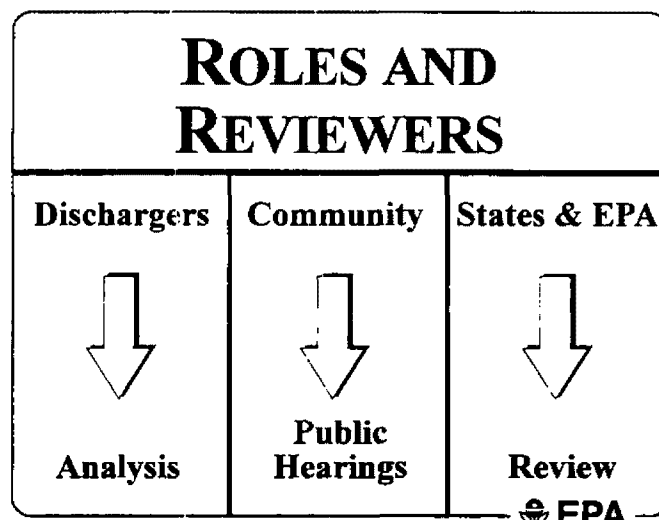 ROLES AND
REVIEWERS
Dischargers
Community
States & EPA
Analysis
Public
Hearings
Review
EPA